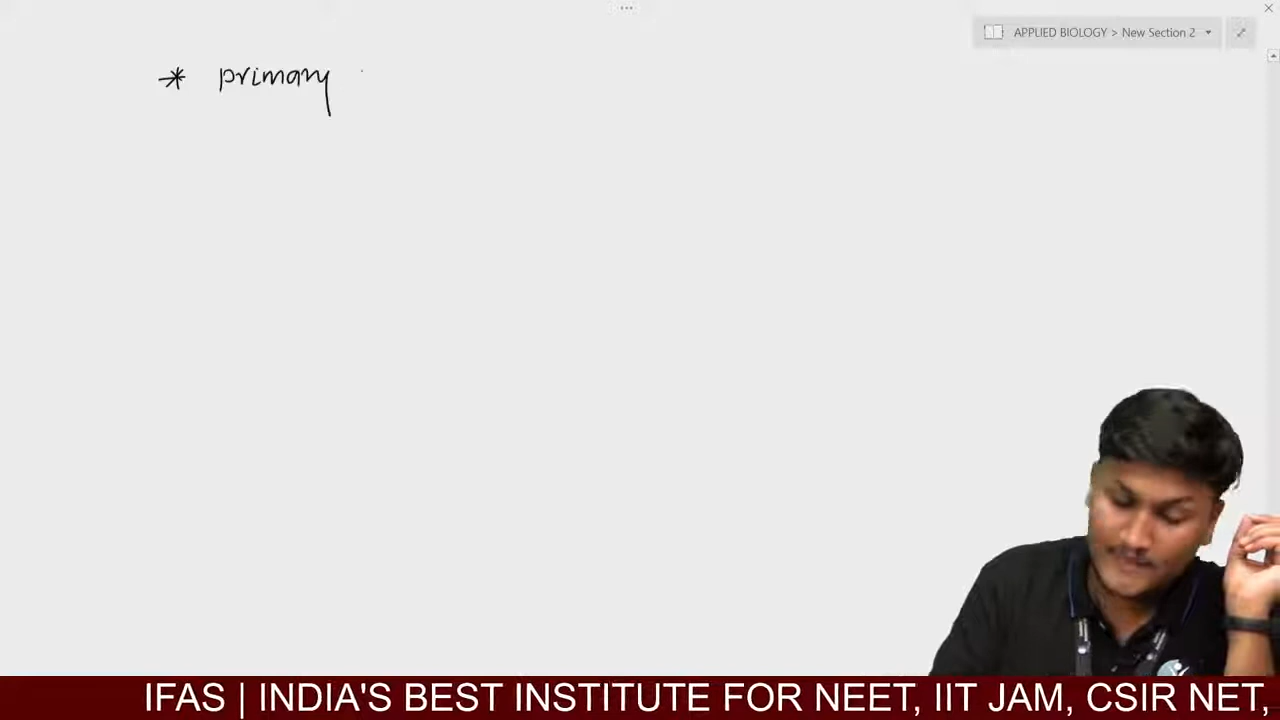 APPLIED BIOLOGY > New Section 2
* primary
IFAS | INDIA'S BEST INSTITUTE FOR NEET, IIT JAM, CSIR NET,